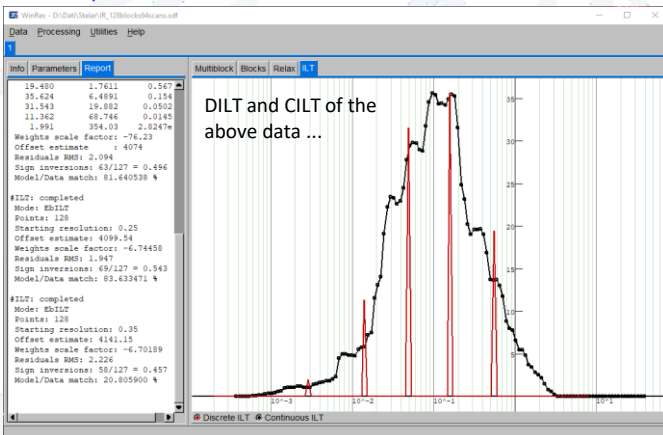 WinRex - D:\Dati\Stelar\IR_128blocks64scans.sdf
Data Processing Utilities Help
1
Info Parameters Report
Multiblock Blocks Relax ILT
19.480 1.7611 0.567
35.624 6.4891 0.154
31.543 19.882 0.0502
11.362 68.746 0.0145
1.991 354.03 2.8247e
Weights scale factor: -76.23
Offset estimate : 4074
Residuals RMS: 2.094
Sign inversions: 63/127 = 0.496
Model/Data match: 81.640538 %
#ILT: completed
Mode: EbILT
Points: 128
Starting resolution: 0.25
Offset estimate: 4099.54
Weights scale factor: -6.74458
Residuals RMS: 1.947
Sign inversions: 69/127 = 0.543
Model/Data match: 83.633471 %
#ILT: completed
Mode: EbILT
Points: 128
Starting resolution: 0.35
Offset estimate: 4141.15
Weights scale factor: -6.70189
Residuals RMS: 2.226
Sign inversions: 58/127 = 0.457
Model/Data match: 20.805900 %
DILT and CILT of the
above data ...
35
30
25
20
15
10
5
10^-3 10^-2 10^-1 10^1
Discrete ILT Continuous ILT